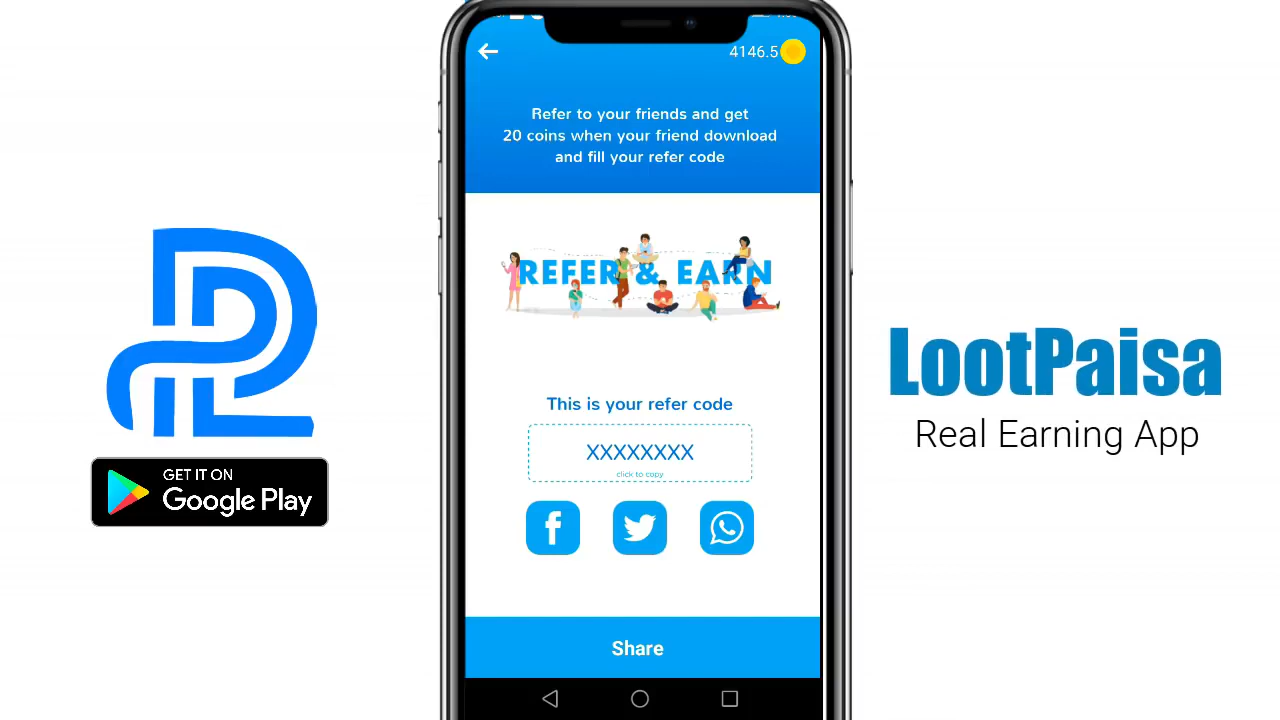 4146.5
Refer to your friends and get
20 coins when your friend download
and fill your refer code
REFER & EARN
This is your refer code
XXXXXXXX
click to copy
Share
GET IT ON
Google Play
LootPaisa
Real Earning App